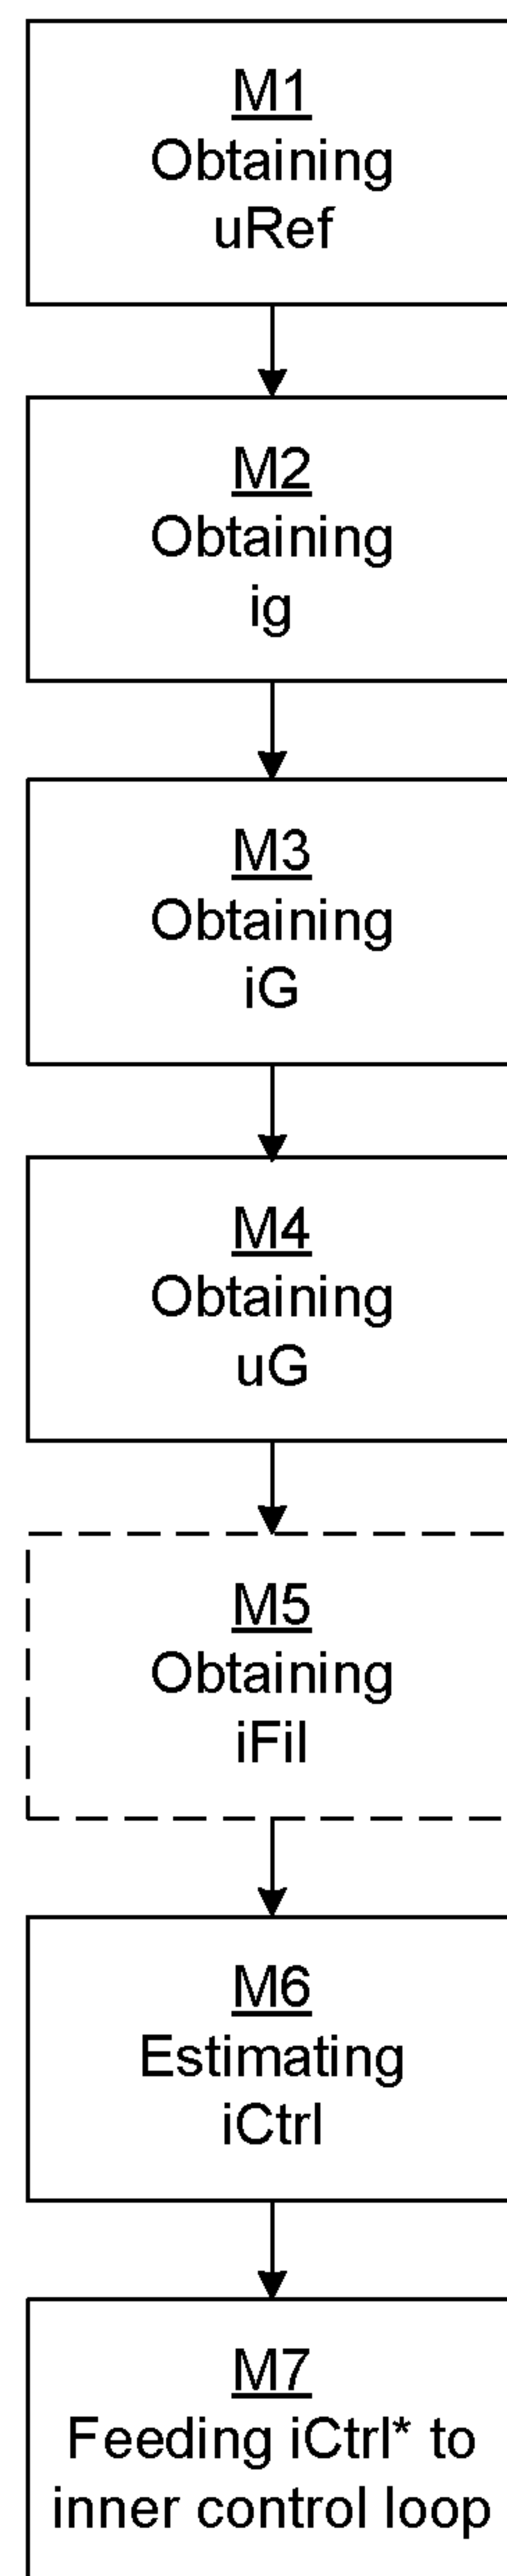 M1
Obtaining
uRef
M2
Obtaining
ig
M3
Obtaining
iG
M4
Obtaining
uG
M5
Obtaining
iFil
M6
Estimating
iCtrl
M7
Feeding iCtrl* to
inner control loop